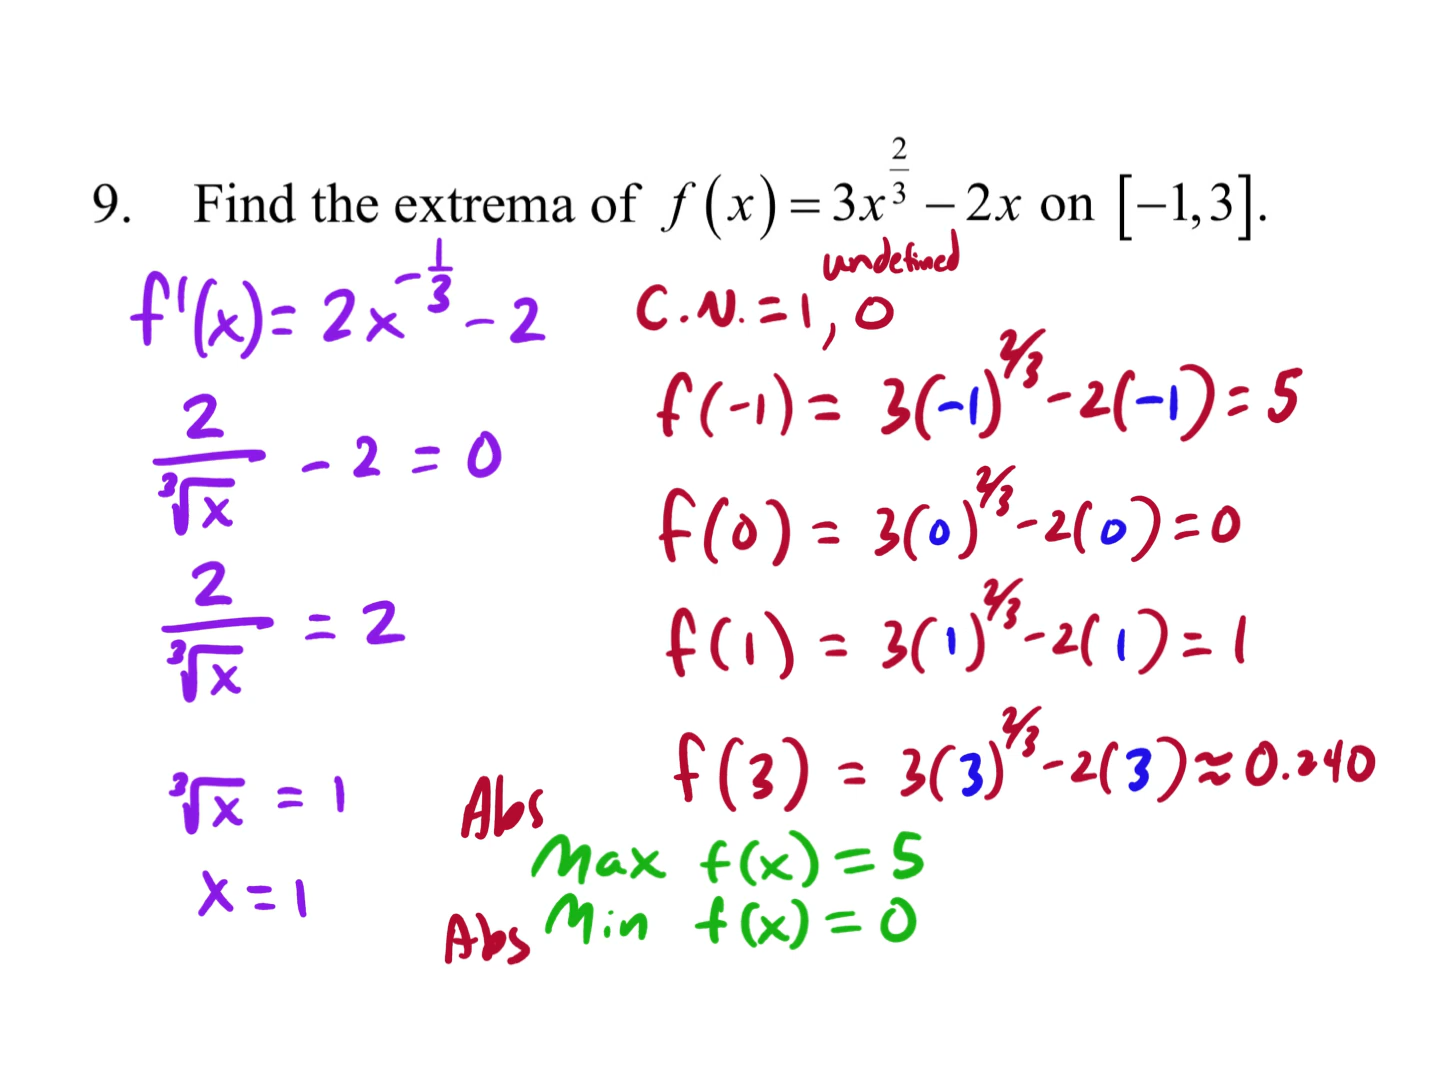 9. Find the extrema of f(x) = 3x^(2/3) − 2x on [−1,3].
f'(x) = 2x^(-1/3) - 2
2/∛x - 2 = 0
2/∛x = 2
∛x = 1
x = 1
undefined
C.N. = 1, 0
f(-1) = 3(-1)^(2/3) - 2(-1) = 5
f(0) = 3(0)^(2/3) - 2(0) = 0
f(1) = 3(1)^(2/3) - 2(1) = 1
f(3) = 3(3)^(2/3) - 2(3) ≈ 0.240
Abs Max f(x) = 5
Abs Min f(x) = 0